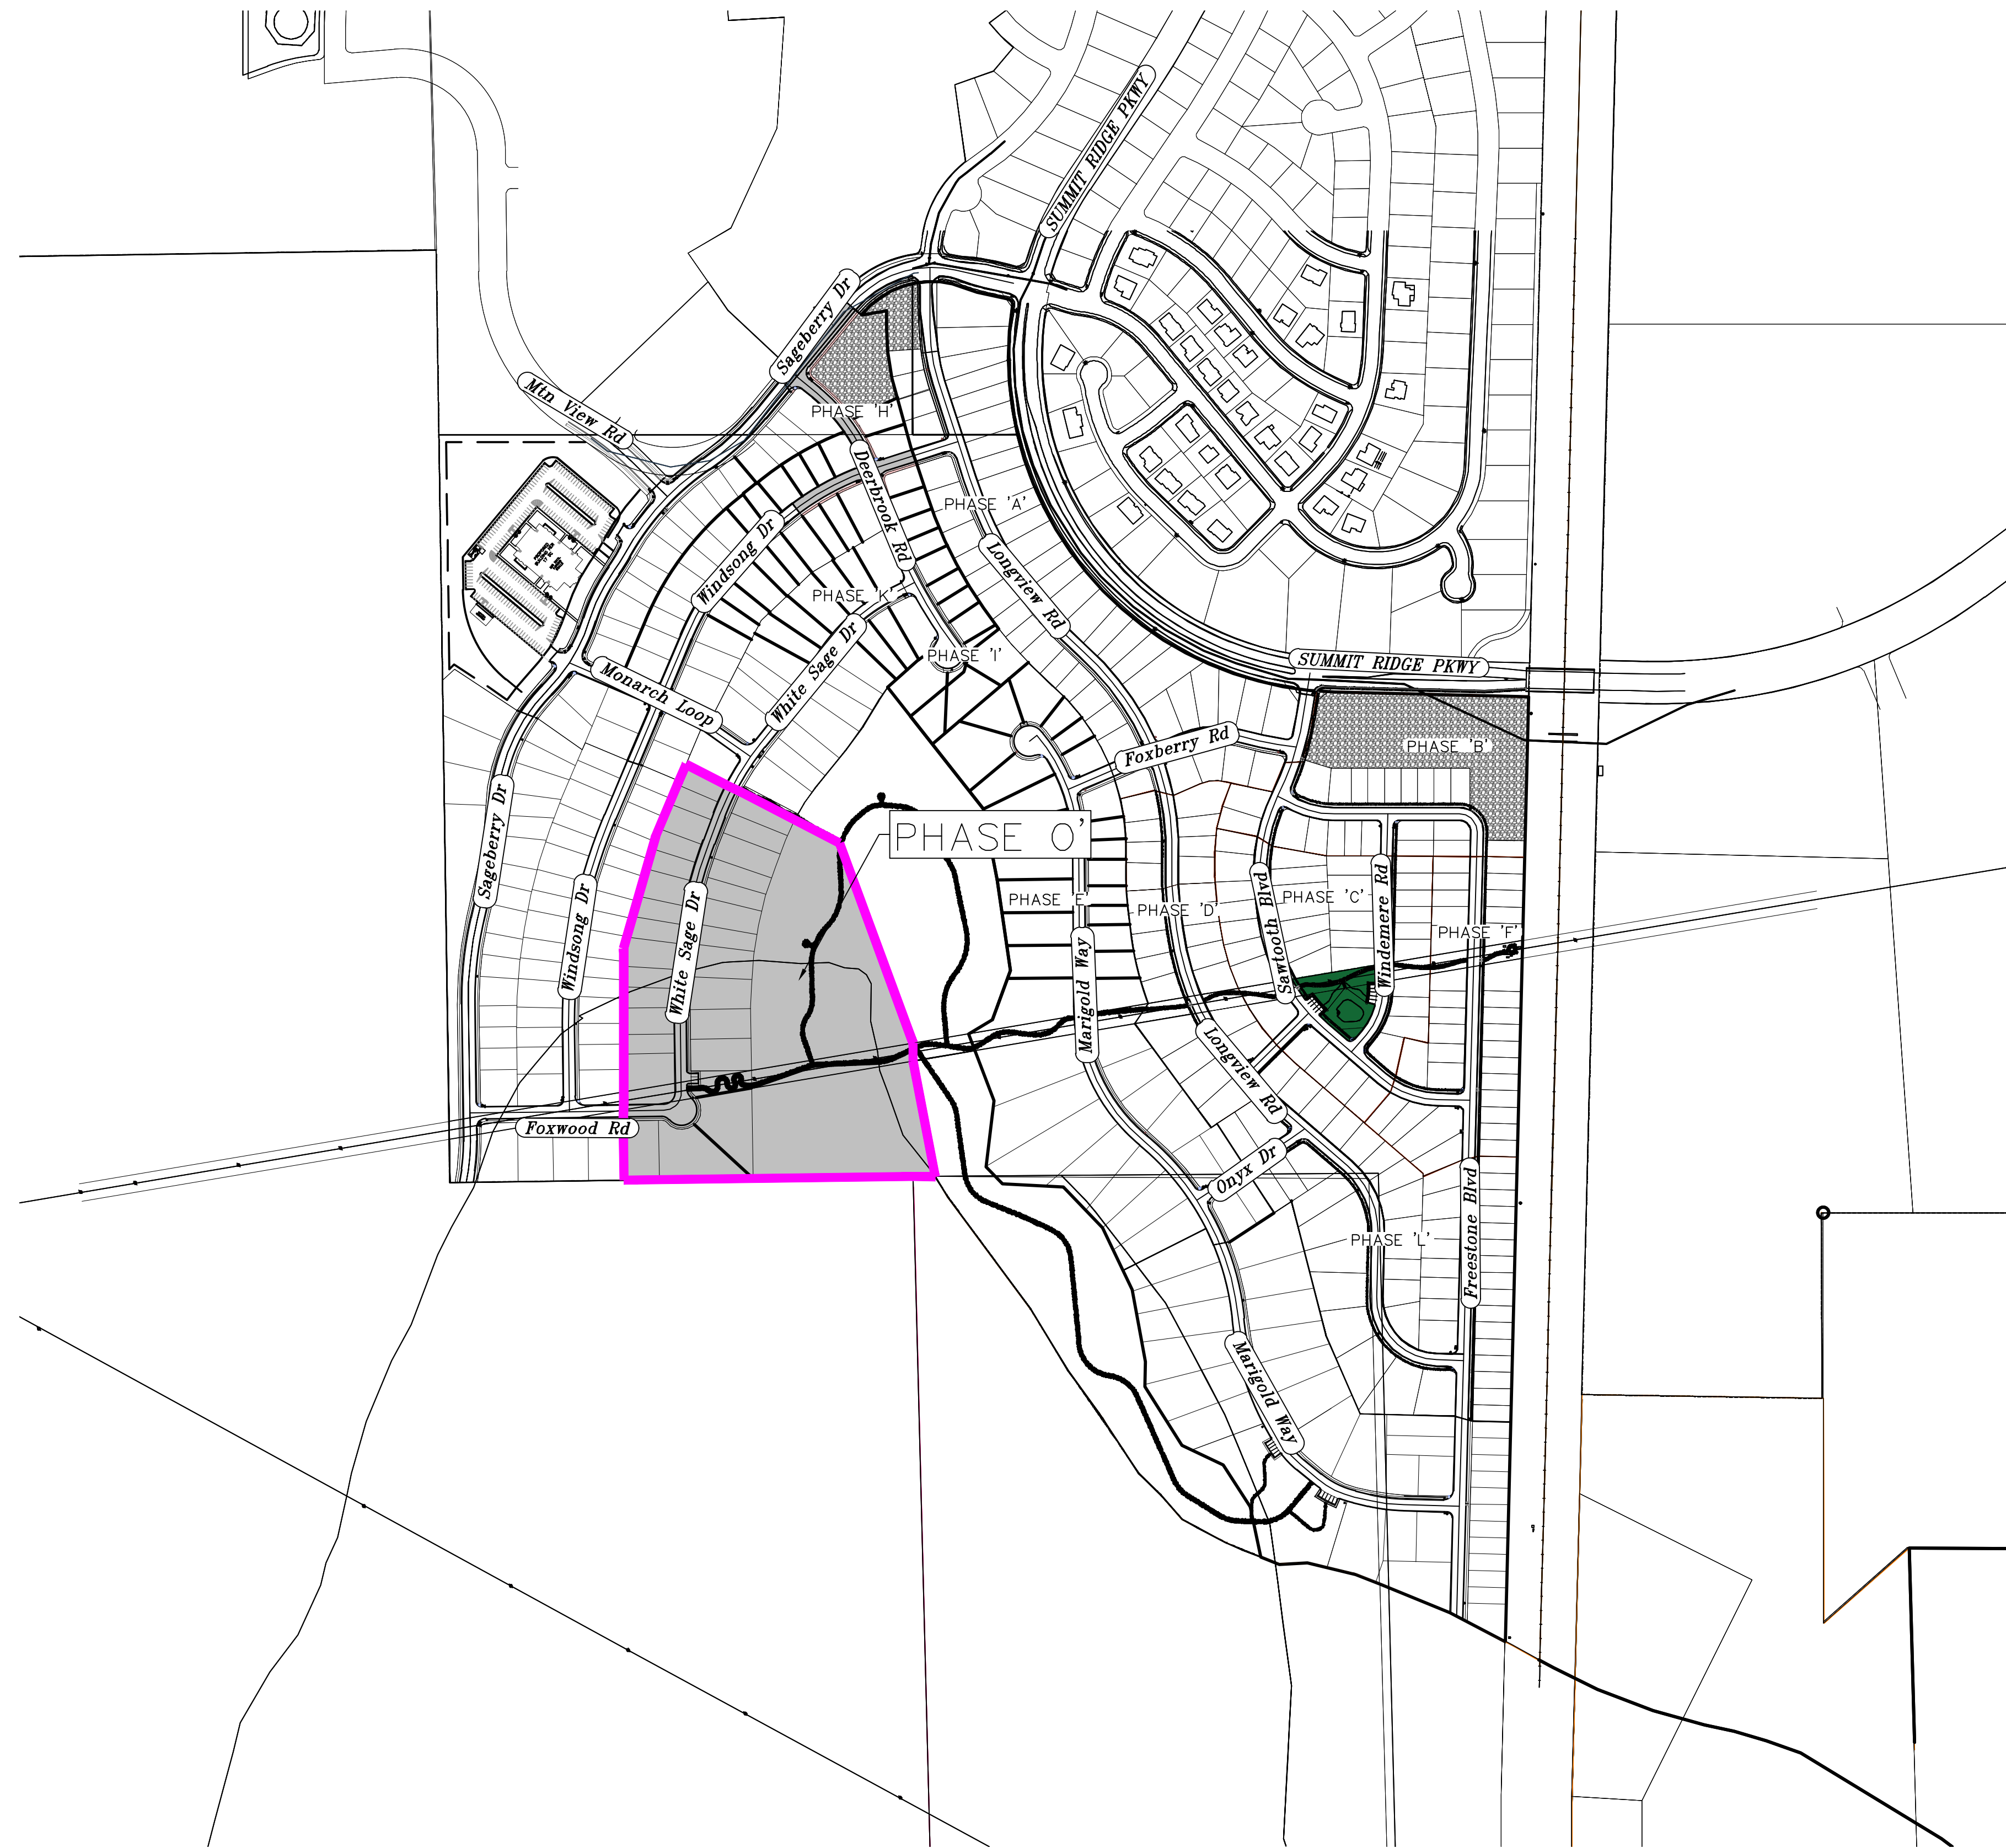 SUMMIT RIDGE PKWY
Sageberry Dr
Mtn View Rd
PHASE 'H'
Deerbrook Rd
PHASE 'A'
Windsong Dr
Longview Rd
PHASE 'K'
White Sage Dr
PHASE 'I'
SUMMIT RIDGE PKWY
Monarch Loop
Foxberry Rd
PHASE 'B'
Sageberry Dr
PHASE O'
Windsong Dr
White Sage Dr
PHASE 'E'
PHASE 'D'
Sawtooth Blvd
PHASE 'C'
Windemere Rd
PHASE 'F'
Marigold Way
Longview Rd
Foxwood Rd
Onyx Dr
PHASE 'L'
Freestone Blvd
Marigold Way